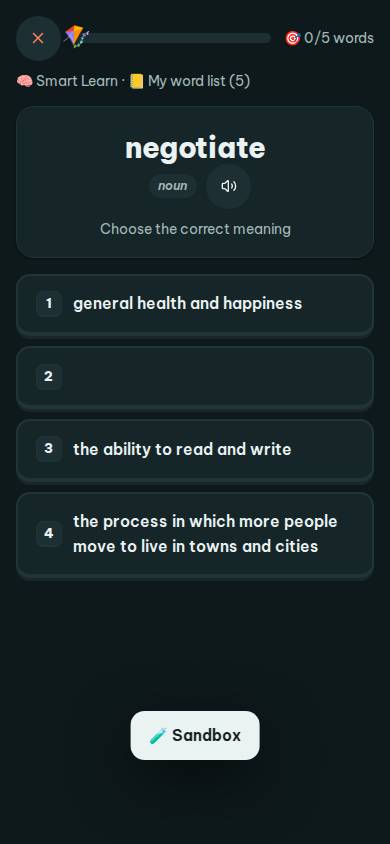 0/5 words
Smart Learn · My word list (5)
negotiate
noun
Choose the correct meaning
1 general health and happiness
2
3 the ability to read and write
4 the process in which more people
move to live in towns and cities
Sandbox